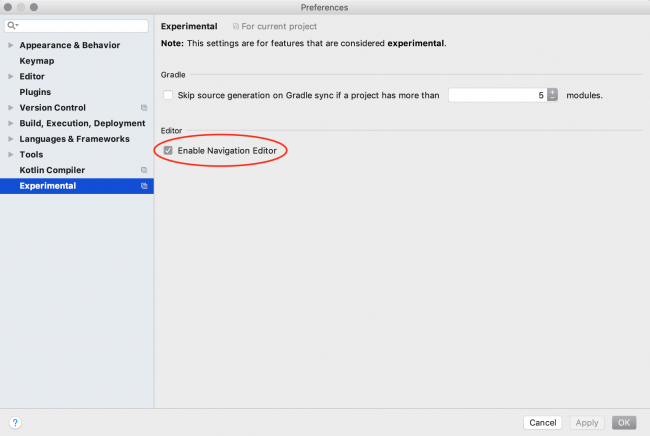 Preferences
Appearance & Behavior
Keymap
Editor
Plugins
Version Control
Build, Execution, Deployment
Languages & Frameworks
Tools
Kotlin Compiler
Experimental
Experimental For current project
Note: This settings are for features that are considered experimental.
Gradle
Skip source generation on Gradle sync if a project has more than 5 modules.
Editor
Enable Navigation Editor
? Cancel Apply OK